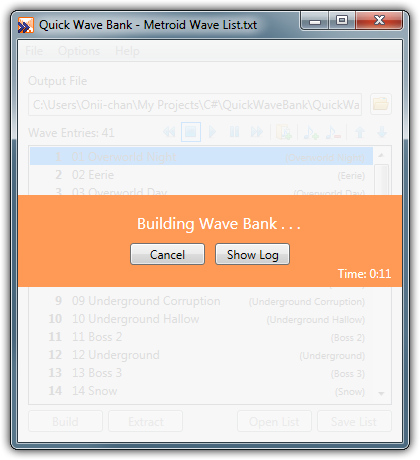 Quick Wave Bank - Metroid Wave List.txt
File Options Help
Output File
C:\Users\Onii-chan\My Projects\C#\QuickWaveBank\QuickWa
Wave Entries: 41
1 01 Overworld Night (Overworld Night)
2 02 Eerie (Eerie)
3 03 Overworld Day (Overworld Day)
Building Wave Bank . . .
Cancel Show Log
Time: 0:11
9 09 Underground Corruption (Underground Corruption)
10 10 Underground Hallow (Underground Hallow)
11 11 Boss 2 (Boss 2)
12 12 Underground (Underground)
13 13 Boss 3 (Boss 3)
14 14 Snow (Snow)
Build Extract Open List Save List